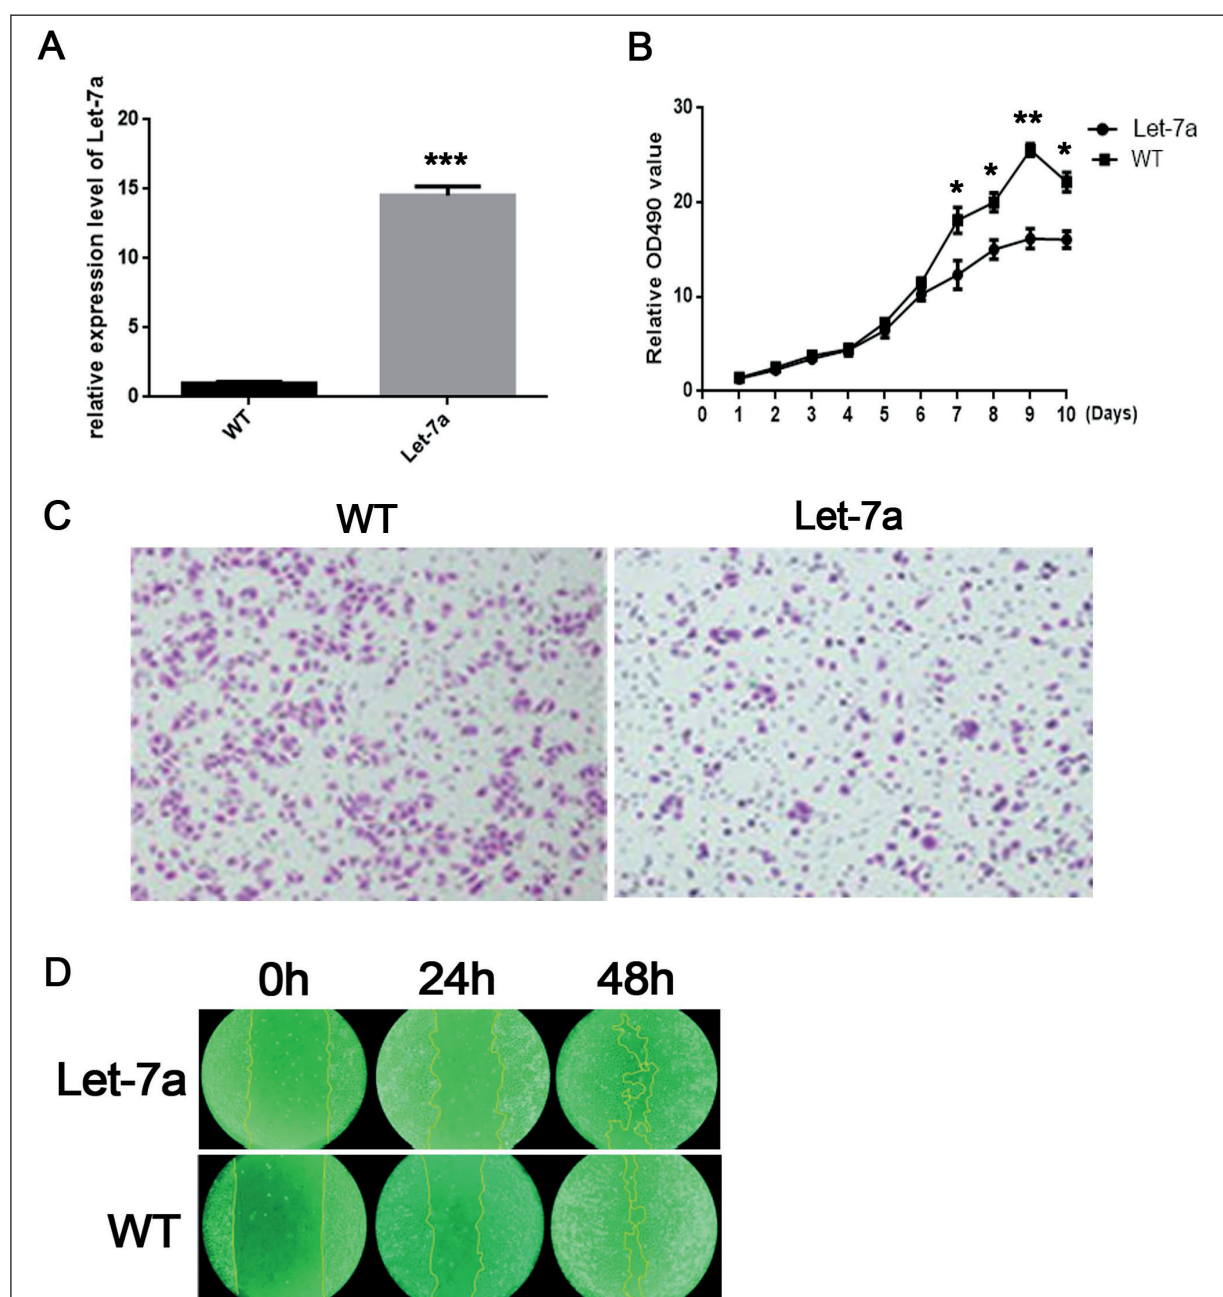 A
relative expression level of Let-7a
20
15
10
5
0
***
WT
Let-7a
B
Relative OD490 value
30
20
10
0
*
*
**
*
Let-7a
WT
0 1 2 3 4 5 6 7 8 9 10 (Days)
C
WT
Let-7a
D
0h 24h 48h
Let-7a
WT